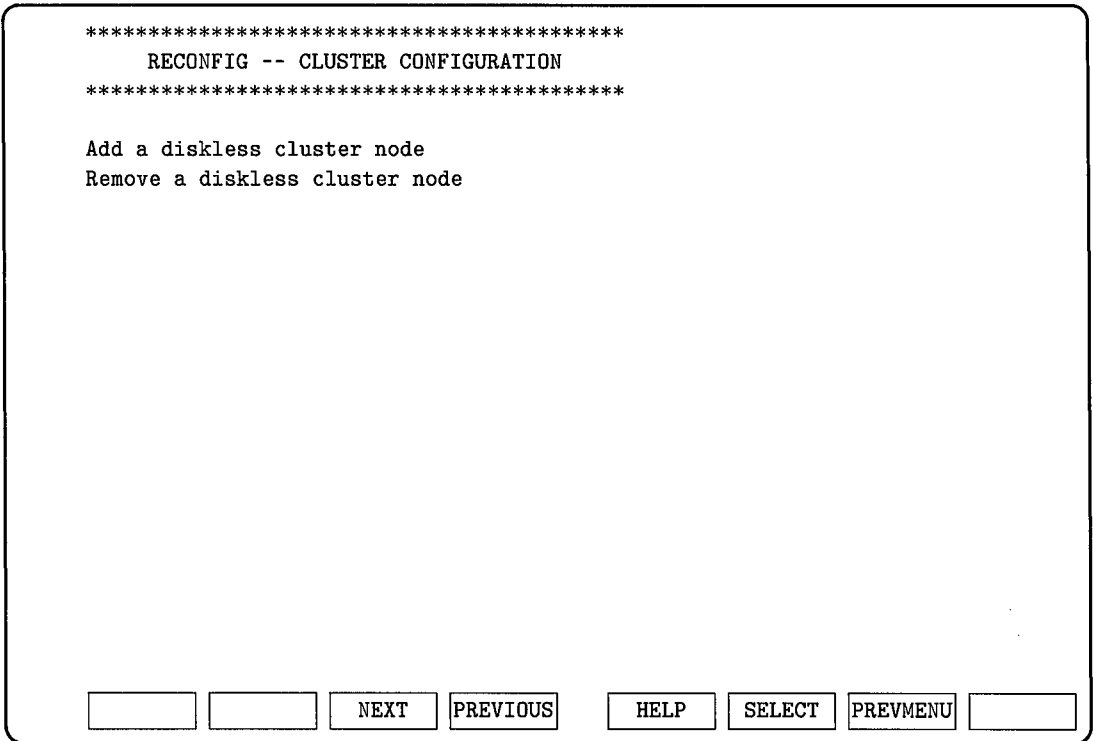 *******************************************
RECONFIG -- CLUSTER CONFIGURATION
*******************************************
Add a diskless cluster node
Remove a diskless cluster node
NEXT PREVIOUS HELP SELECT PREVMENU